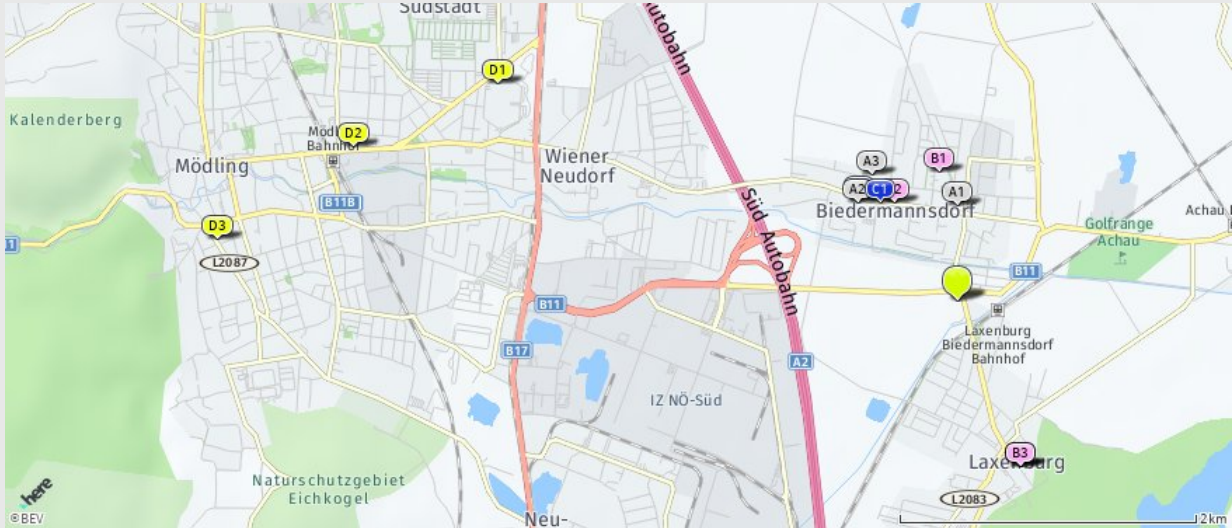 Südstadt
Autobahn
D1
Kalenderberg
D2
Bahnhof
Mödling
Wiener
Neudorf
A3
B1
A2
C1
2
A1
Biedermannsdorf
Süd Autobahn
B11B
D3
L2087
Golfrange
Achau
Achau
B11
B11
Laxenburg
Biedermannsdorf
Bahnhof
B17
A2
IZ NÖ-Süd
B3
Laxenburg
L2083
Naturschutzgebiet
Eichkogel
Neu-
here
©BEV
2km